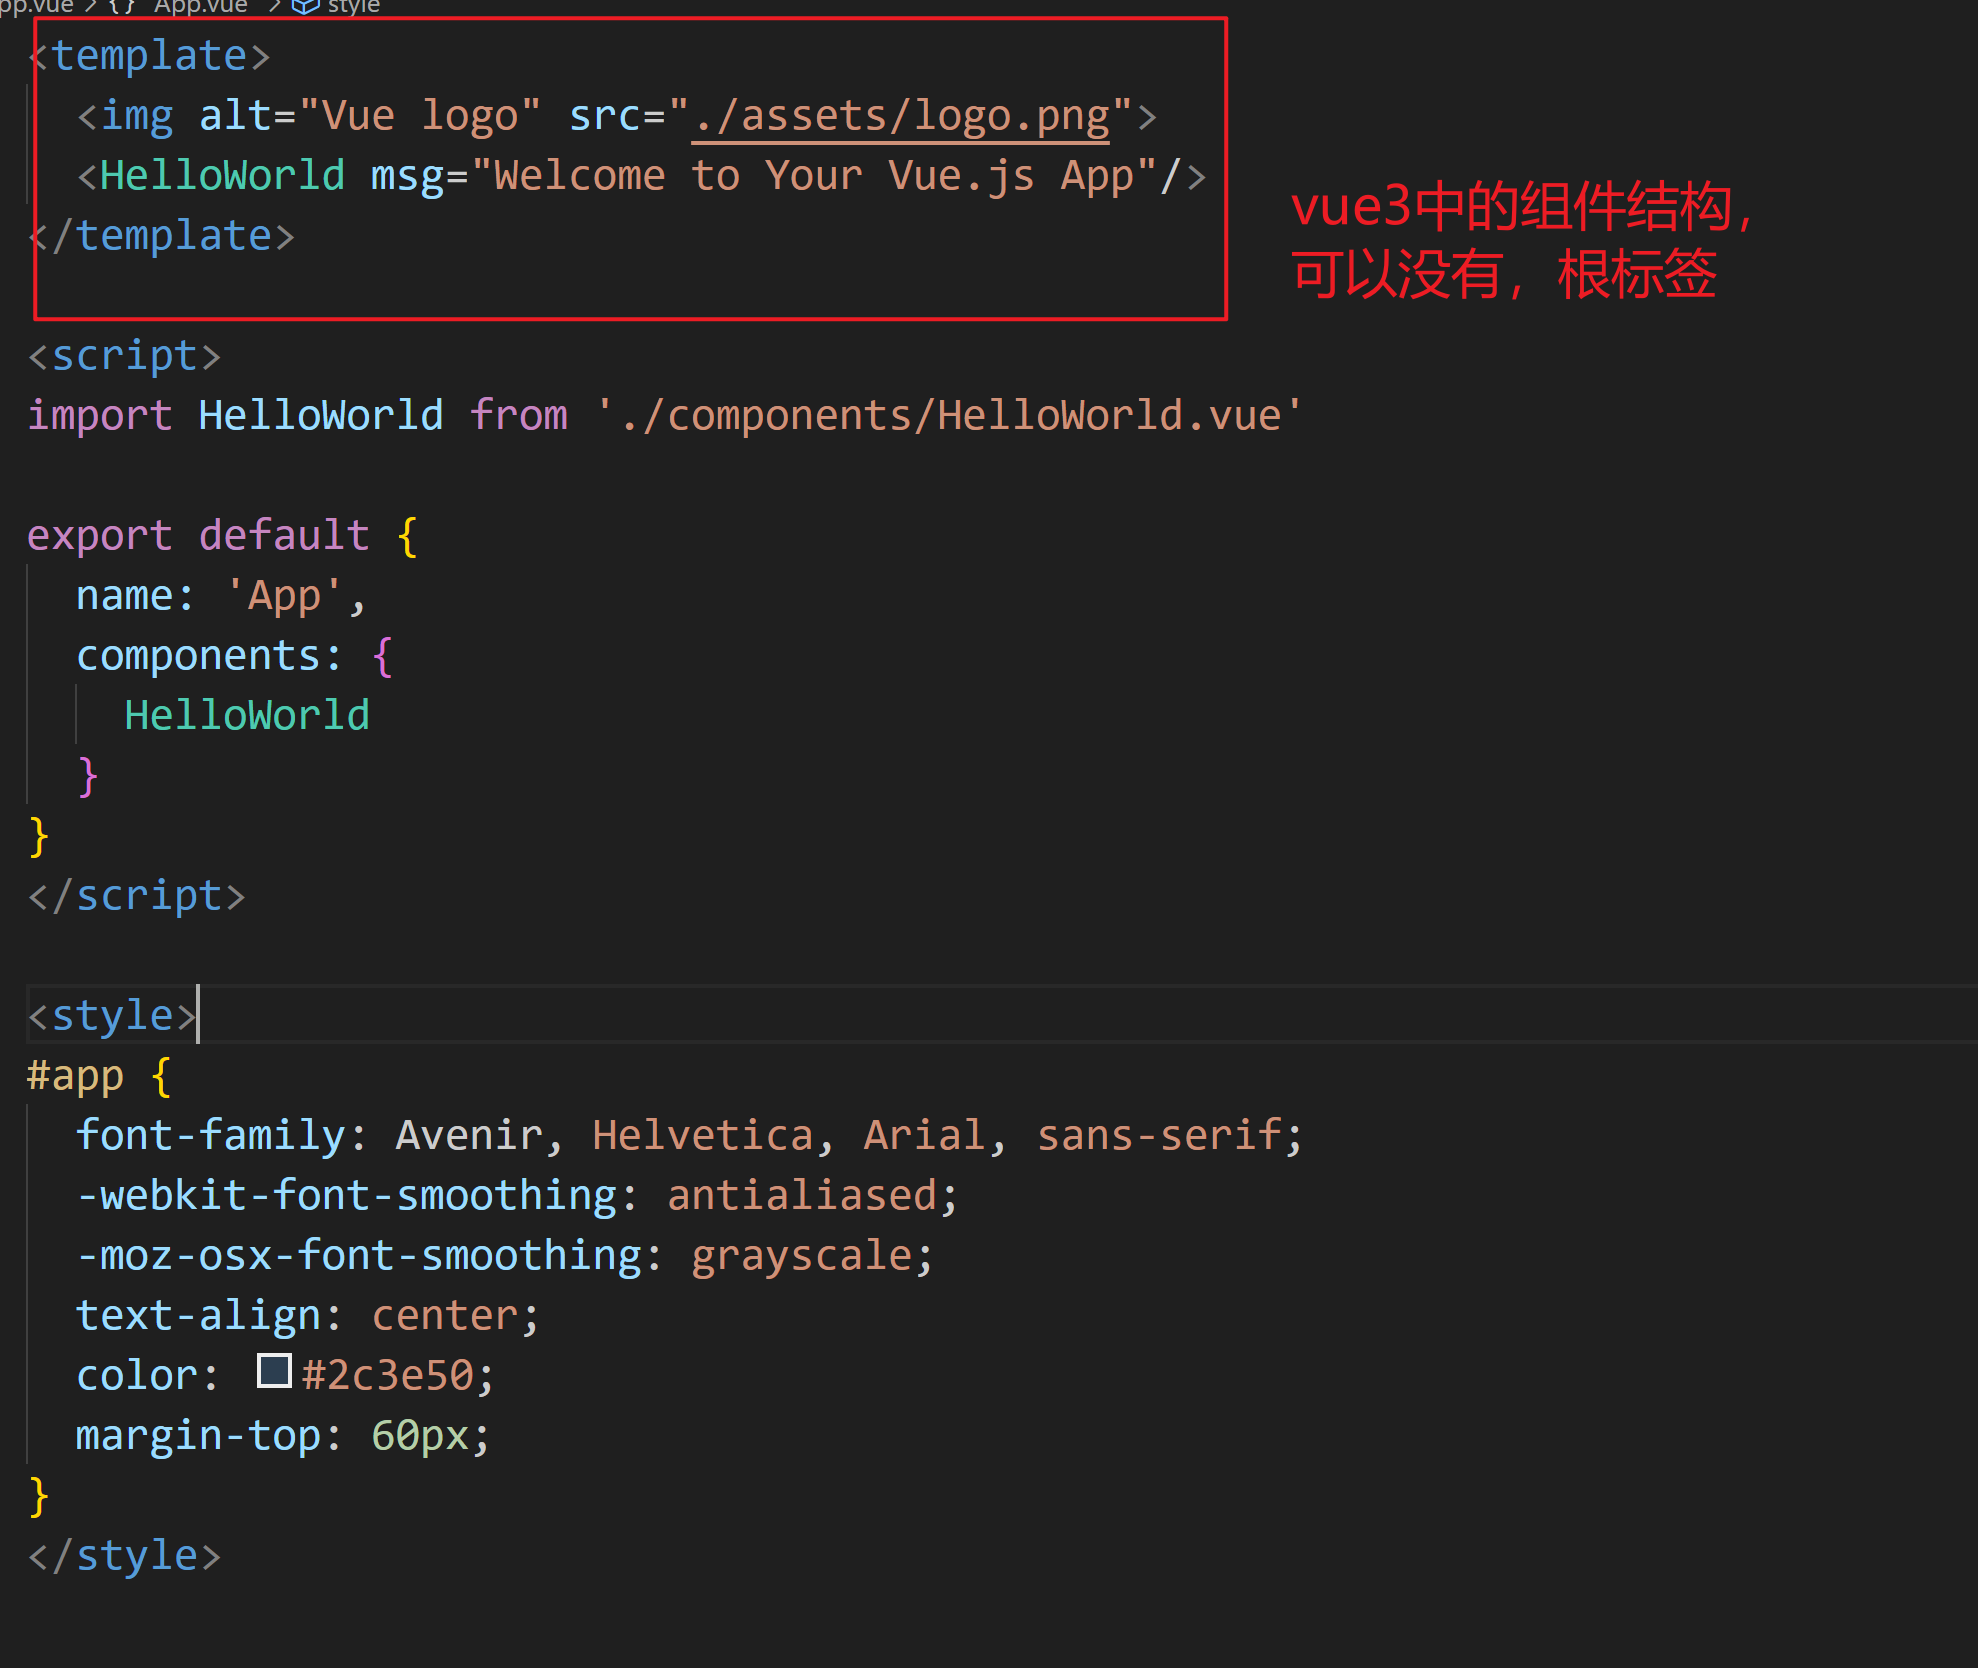 pp.vue > {} App.vue > style
<template>
<img alt="Vue logo" src="./assets/logo.png">
<HelloWorld msg="Welcome to Your Vue.js App"/>
</template>
vue3中的组件结构,
可以没有, 根标签
<script>
import HelloWorld from './components/HelloWorld.vue'
export default {
name: 'App',
components: {
HelloWorld
}
}
</script>
<style>
#app {
font-family: Avenir, Helvetica, Arial, sans-serif;
-webkit-font-smoothing: antialiased;
-moz-osx-font-smoothing: grayscale;
text-align: center;
color: #2c3e50;
margin-top: 60px;
}
</style>